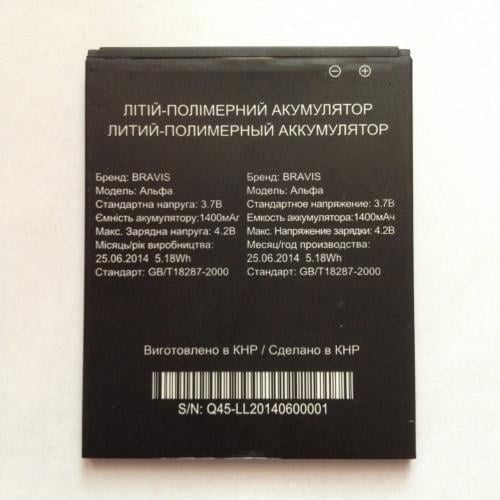 ⊖ ⊕
ЛІТІЙ-ПОЛІМЕРНИЙ АКУМУЛЯТОР
ЛИТИЙ-ПОЛИМЕРНЫЙ АККУМУЛЯТОР
Бренд: BRAVIS
Модель: Альфа
Стандартна напруга: 3.7В
Ємність акумулятору:1400мАг
Макс. Зарядна напруга: 4.2В
Місяць/рік виробництва:
25.06.2014 5.18Wh
Стандарт: GB/T18287-2000
Бренд: BRAVIS
Модель: Альфа
Стандартное напряжение: 3.7В
Емкость аккумулятора:1400мАч
Макс. Напряжение зарядки: 4.2В
Месяц/год производства:
25.06.2014 5.18Wh
Стандарт: GB/T18287-2000
Виготовлено в КНР / Сделано в КНР
S/N: Q45-LL20140600001